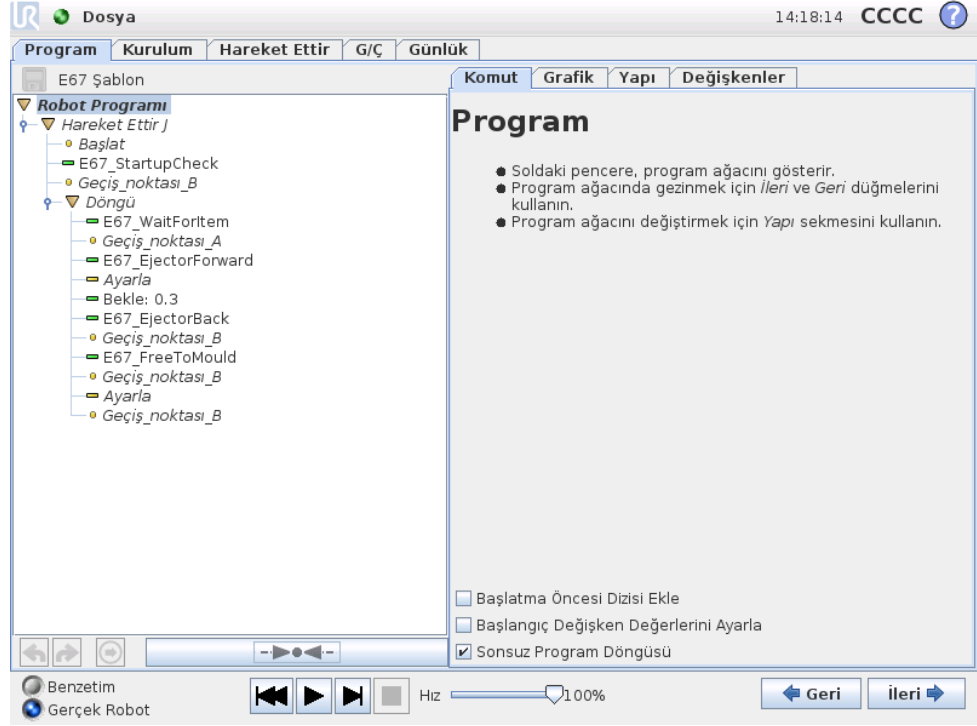 UR Dosya 14:18:14 CCCC ?
Program Kurulum Hareket Ettir G/Ç Günlük
E67 Şablon
Robot Programı
Hareket Ettir J
Başlat
E67_StartupCheck
Geçiş_noktası_B
Döngü
E67_WaitForItem
Geçiş_noktası_A
E67_EjectorForward
Ayarla
Bekle: 0.3
E67_EjectorBack
Geçiş_noktası_B
E67_FreeToMould
Geçiş_noktası_B
Ayarla
Geçiş_noktası_B
Komut Grafik Yapı Değişkenler
Program
Soldaki pencere, program ağacını gösterir.
Program ağacında gezinmek için İleri ve Geri düğmelerini
kullanın.
Program ağacını değiştirmek için Yapı sekmesini kullanın.
Başlatma Öncesi Dizisi Ekle
Başlangıç Değişken Değerlerini Ayarla
Sonsuz Program Döngüsü
Benzetim
Gerçek Robot
Hız 100%
Geri İleri